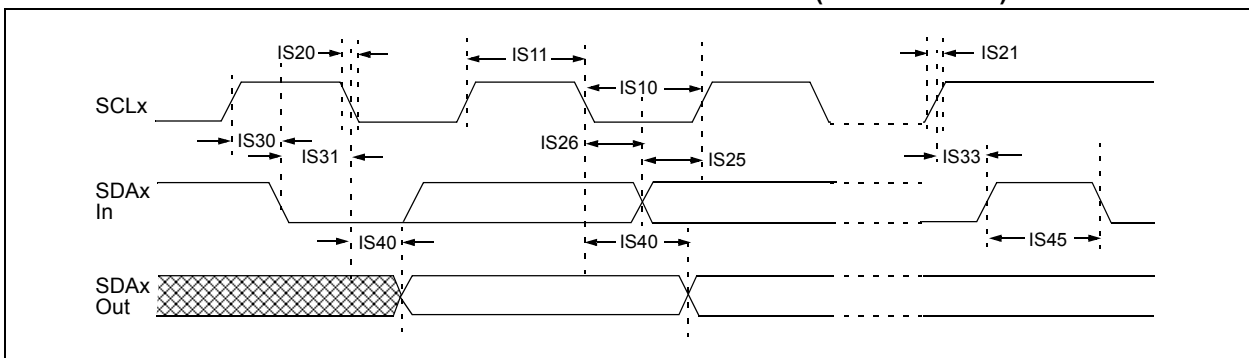 IS20
IS11
IS21
SCLx
IS10
IS30
IS31
IS26
IS25
IS33
SDAx
In
IS40
IS40
IS45
SDAx
Out